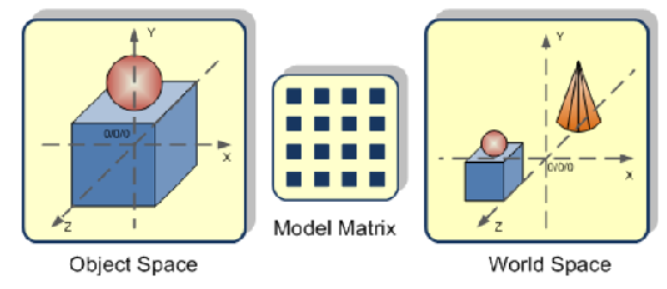 Y
0/0/0
X
Z
Object Space
Model Matrix
Y
0/0/0
X
Z
World Space